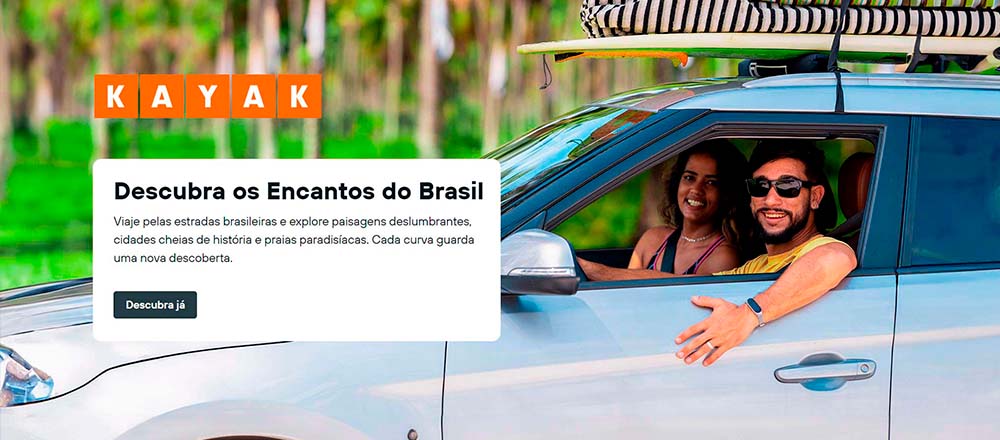 KAYAK
Descubra os Encantos do Brasil
Viaje pelas estradas brasileiras e explore paisagens deslumbrantes,
cidades cheias de história e praias paradisíacas. Cada curva guarda
uma nova descoberta.
Descubra já